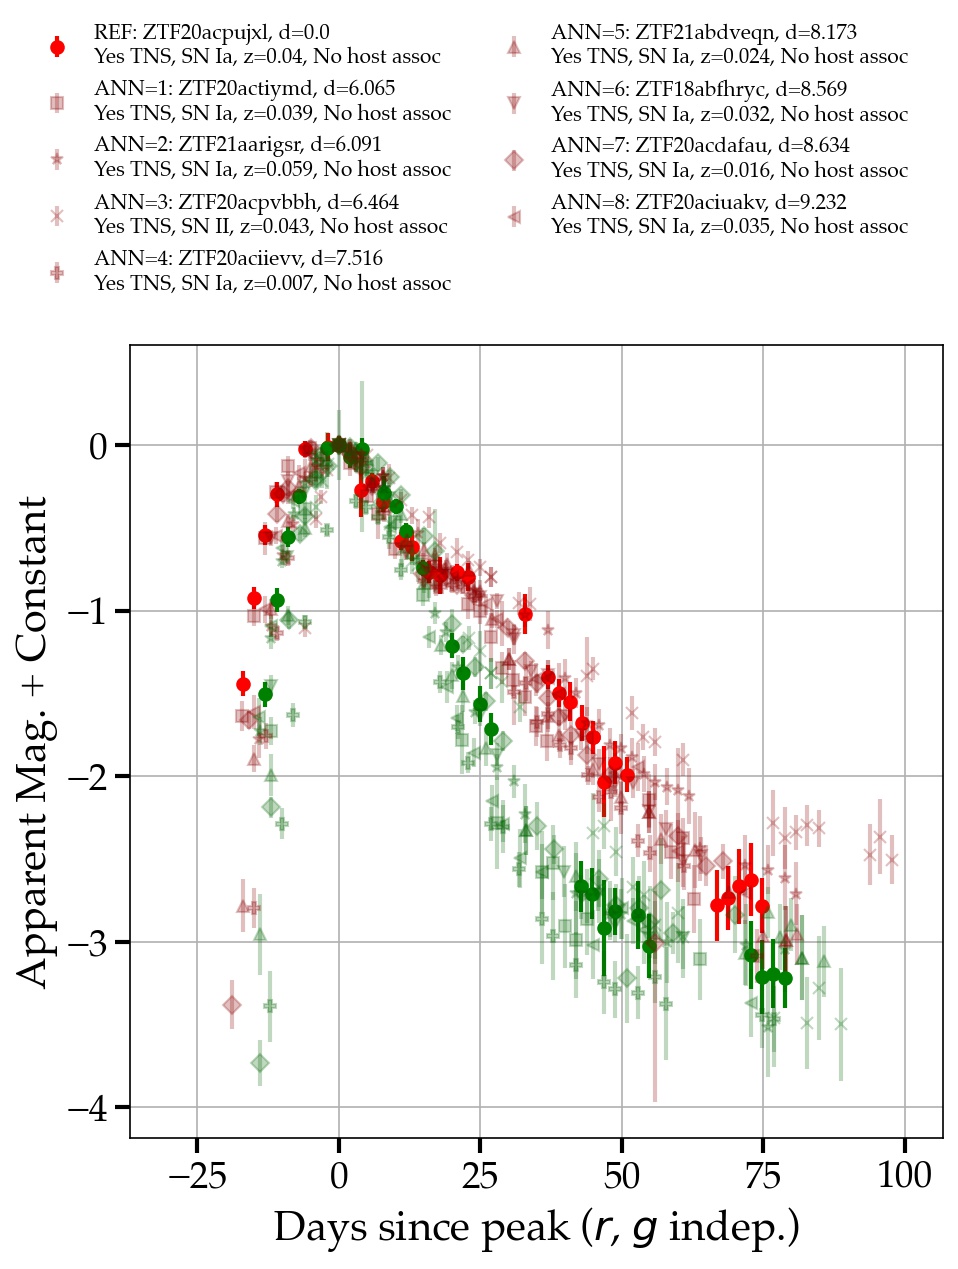 REF: ZTF20acpujxl, d=0.0
Yes TNS, SN Ia, z=0.04, No host assoc
ANN=1: ZTF20actiymd, d=6.065
Yes TNS, SN Ia, z=0.039, No host assoc
ANN=2: ZTF21aarigsr, d=6.091
Yes TNS, SN Ia, z=0.059, No host assoc
ANN=3: ZTF20acpvbbh, d=6.464
Yes TNS, SN II, z=0.043, No host assoc
ANN=4: ZTF20aciievv, d=7.516
Yes TNS, SN Ia, z=0.007, No host assoc
ANN=5: ZTF21abdveqn, d=8.173
Yes TNS, SN Ia, z=0.024, No host assoc
ANN=6: ZTF18abfhryc, d=8.569
Yes TNS, SN Ia, z=0.032, No host assoc
ANN=7: ZTF20acdafau, d=8.634
Yes TNS, SN Ia, z=0.016, No host assoc
ANN=8: ZTF20aciuakv, d=9.232
Yes TNS, SN Ia, z=0.035, No host assoc
Apparent Mag. + Constant
0
−1
−2
−3
−4
−25 0 25 50 75 100
Days since peak (r, g indep.)